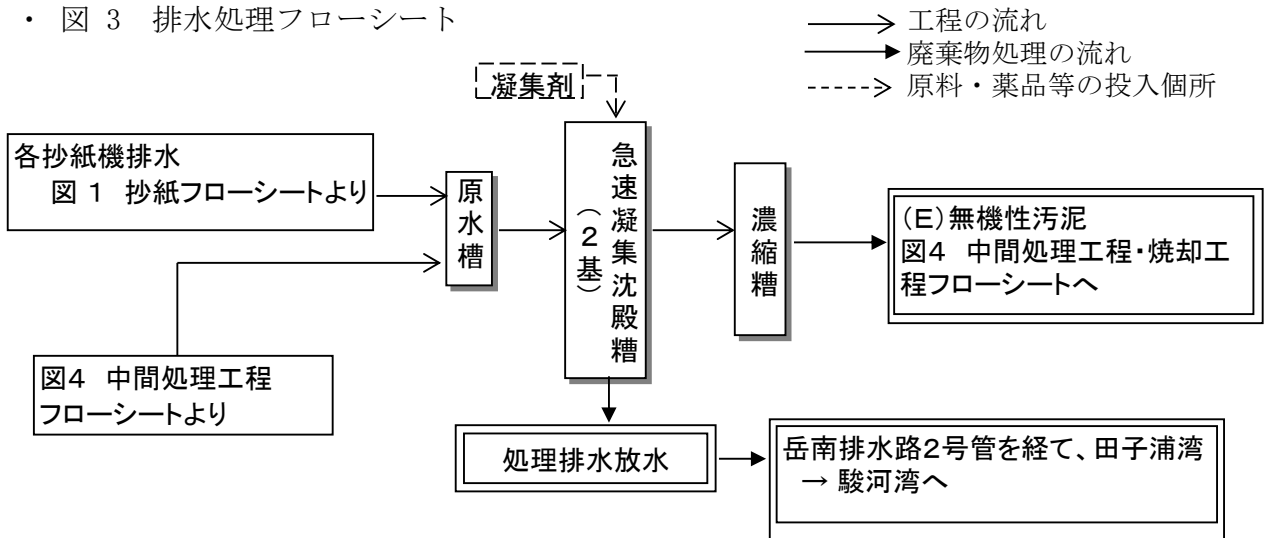 ・ 図 3 排水処理フローシート
工程の流れ
廃棄物処理の流れ
原料・薬品等の投入個所
凝集剤
各抄紙機排水
図 1 抄紙フローシートより
原水槽
急速凝集沈殿糟
（2基）
濃縮糟
(E)無機性汚泥
図4 中間処理工程・焼却工
程フローシートへ
図4 中間処理工程
フローシートより
処理排水放水
岳南排水路2号管を経て、田子浦湾
→ 駿河湾へ